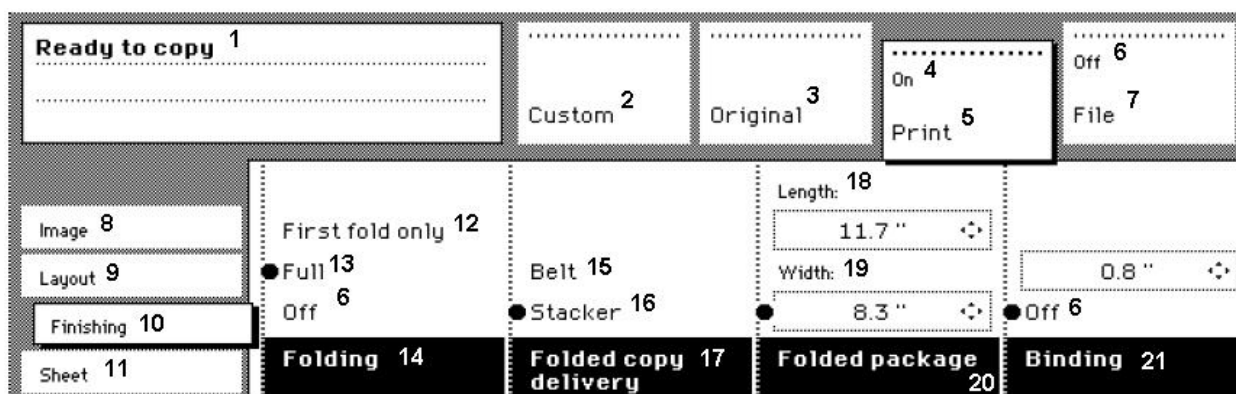 Ready to copy 1
Custom 2
Original 3
On 4
Print 5
Off 6
File 7
Image 8
Layout 9
Finishing 10
Sheet 11
First fold only 12
Full 13
Off 6
Folding 14
Belt 15
Stacker 16
Folded copy 17
delivery
Length: 18
11.7 "
Width: 19
8.3 "
Folded package
20
0.8 "
Off 6
Binding 21